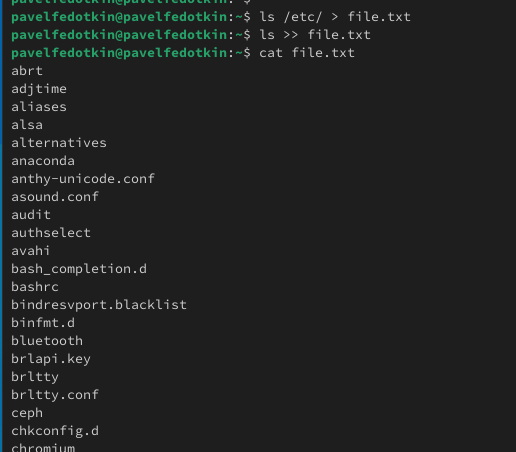 pavelfedotkin@pavelfedotkin:~$
pavelfedotkin@pavelfedotkin:~$ ls /etc/ > file.txt
pavelfedotkin@pavelfedotkin:~$ ls >> file.txt
pavelfedotkin@pavelfedotkin:~$ cat file.txt
abrt
adjtime
aliases
alsa
alternatives
anaconda
anthy-unicode.conf
asound.conf
audit
authselect
avahi
bash_completion.d
bashrc
bindresvport.blacklist
binfmt.d
bluetooth
brlapi.key
brltty
brltty.conf
ceph
chkconfig.d
chromium